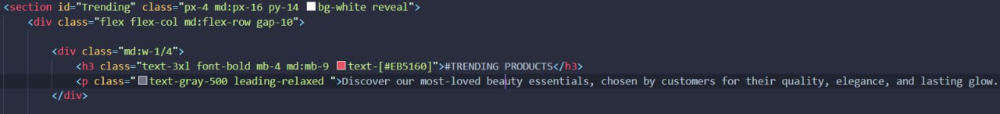 <section id="Trending" class="px-4 md:px-16 py-14 bg-white reveal">
<div class="flex flex-col md:flex-row gap-10">
<div class="md:w-1/4">
<h3 class="text-3xl font-bold mb-4 md:mb-9 text-[#EB5160]">#TRENDING PRODUCTS</h3>
<p class="text-gray-500 leading-relaxed ">Discover our most-loved beauty essentials, chosen by customers for their quality, elegance, and lasting glow.
</div>